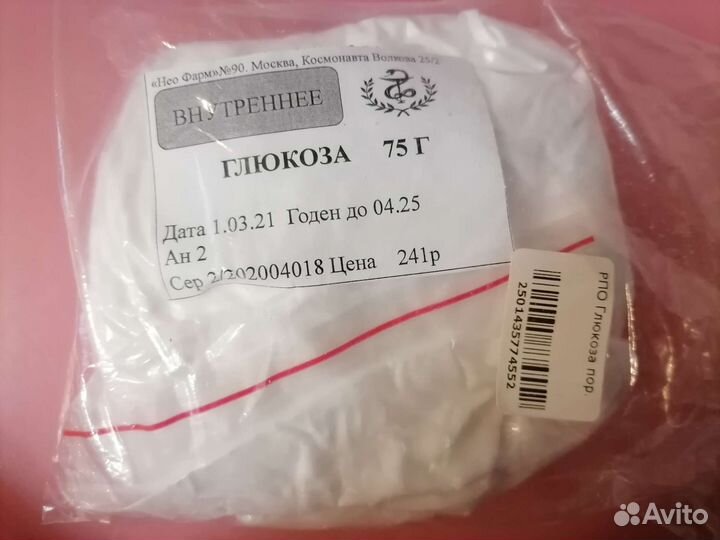 «Нео Фарм»№90. Москва, Космонавта Волкова 25/2
ВНУТРЕННЕЕ
ГЛЮКОЗА 75 Г
Дата 1.03.21 Годен до 04.25
Ан 2
Сер 2/202004018 Цена 241р
РПО Глюкоза пор.
2501435774552
Avito